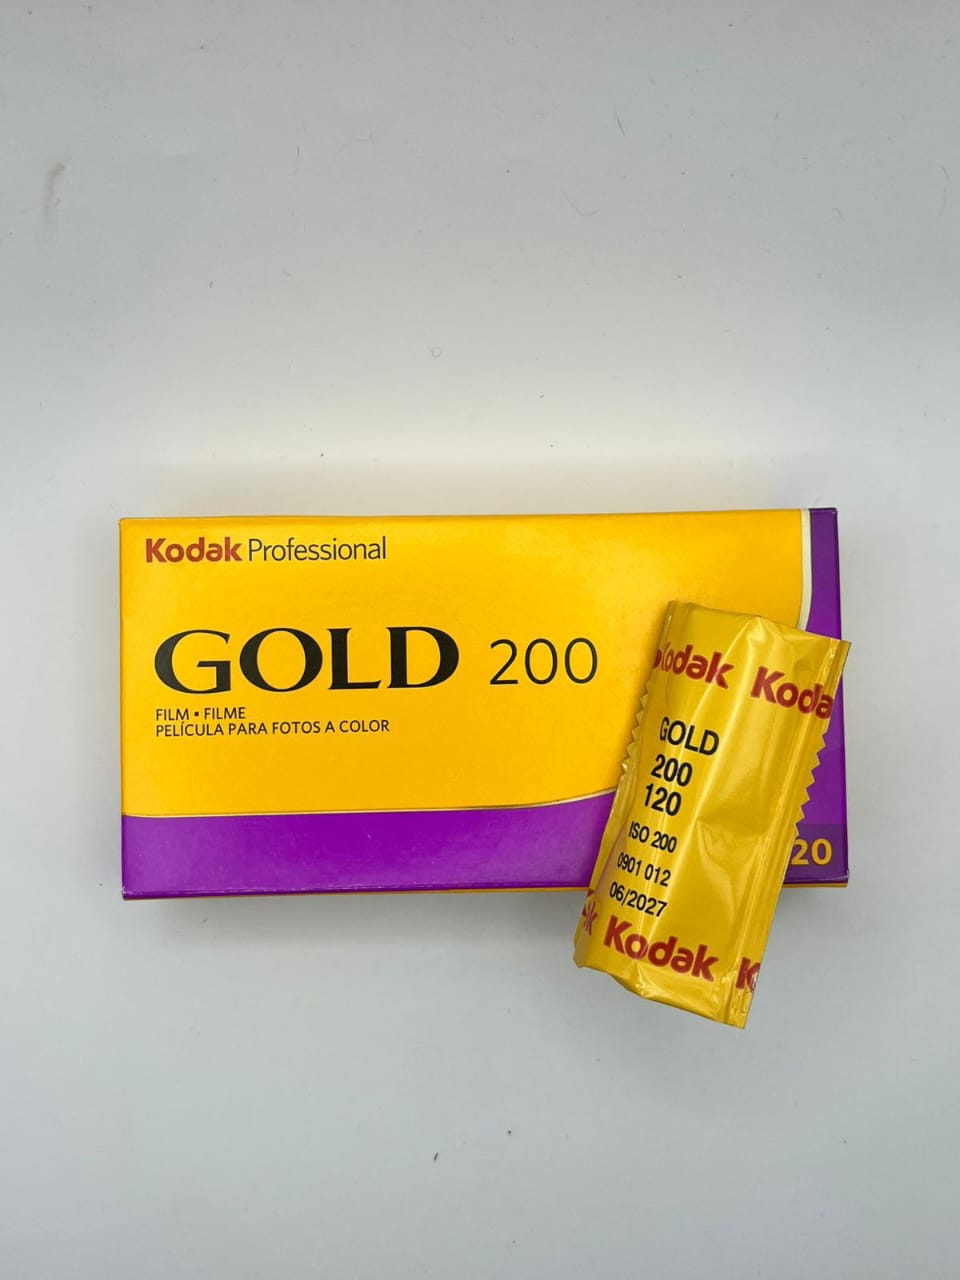 Kodak Professional
GOLD 200
FILM ▪ FILME
PELÍCULA PARA FOTOS A COLOR
20
Kodak Koda
GOLD
200
120
ISO 200
0901 012
06/2027
Kodak